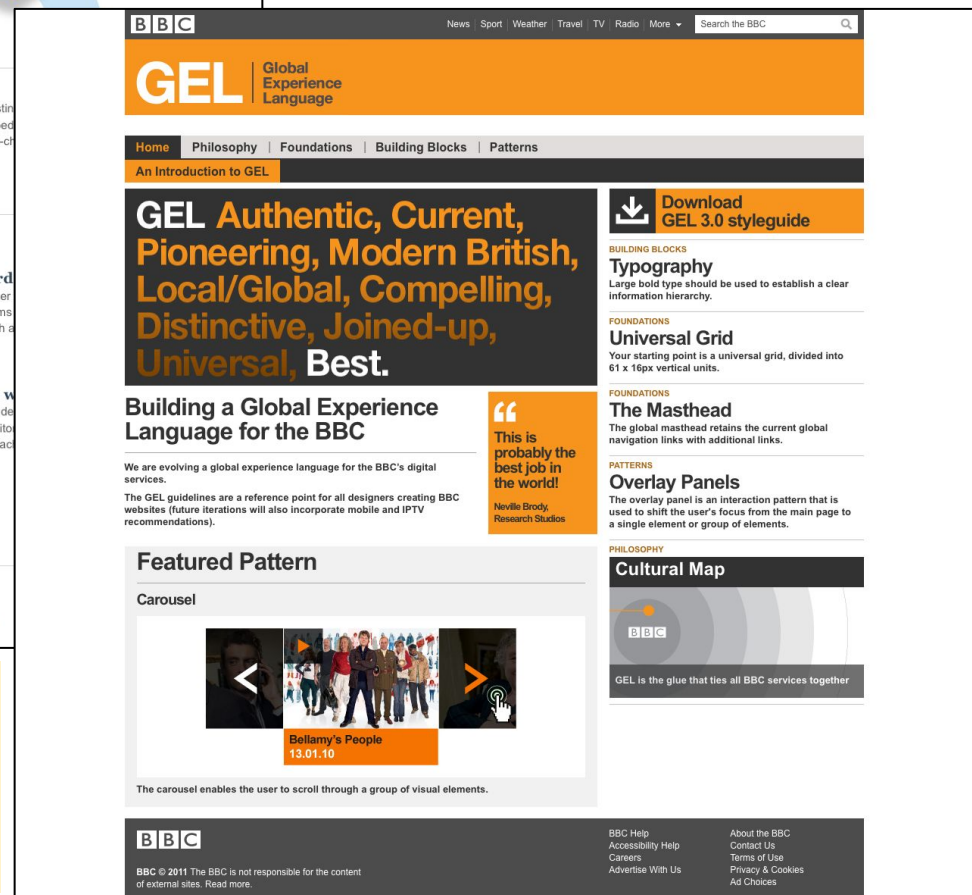 BBC
News Sport Weather Travel TV Radio More Search the BBC
GEL Global
Experience
Language
Home Philosophy | Foundations | Building Blocks | Patterns
An Introduction to GEL
GEL Authentic, Current,
Pioneering, Modern British,
Local/Global, Compelling,
Distinctive, Joined-up,
Universal, Best.
Building a Global Experience
Language for the BBC
We are evolving a global experience language for the BBC's digital
services.
The GEL guidelines are a reference point for all designers creating BBC
websites (future iterations will also incorporate mobile and IPTV
recommendations).
“
This is
probably the
best job in
the world!
Neville Brody,
Research Studios
Featured Pattern
Carousel
Bellamy's People
13.01.10
The carousel enables the user to scroll through a group of visual elements.
Download
GEL 3.0 styleguide
BUILDING BLOCKS
Typography
Large bold type should be used to establish a clear
information hierarchy.
FOUNDATIONS
Universal Grid
Your starting point is a universal grid, divided into
61 x 16px vertical units.
FOUNDATIONS
The Masthead
The global masthead retains the current global
navigation links with additional links.
PATTERNS
Overlay Panels
The overlay panel is an interaction pattern that is
used to shift the user's focus from the main page to
a single element or group of elements.
PHILOSOPHY
Cultural Map
BBC
GEL is the glue that ties all BBC services together
BBC
BBC © 2011 The BBC is not responsible for the content
of external sites. Read more.
BBC Help
Accessibility Help
Careers
Advertise With Us
About the BBC
Contact Us
Terms of Use
Privacy & Cookies
Ad Choices